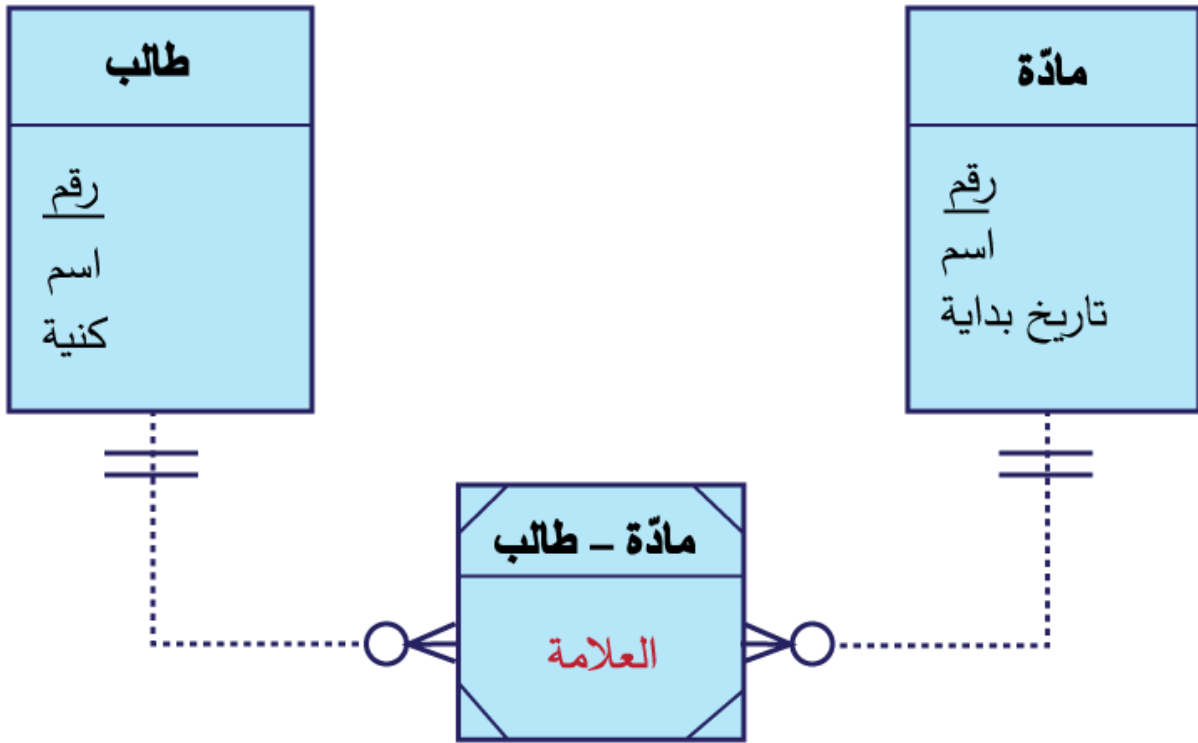 طالب
رقم
اسم
كنية
مادّة
رقم
اسم
تاريخ بداية
مادّة – طالب
العلامة